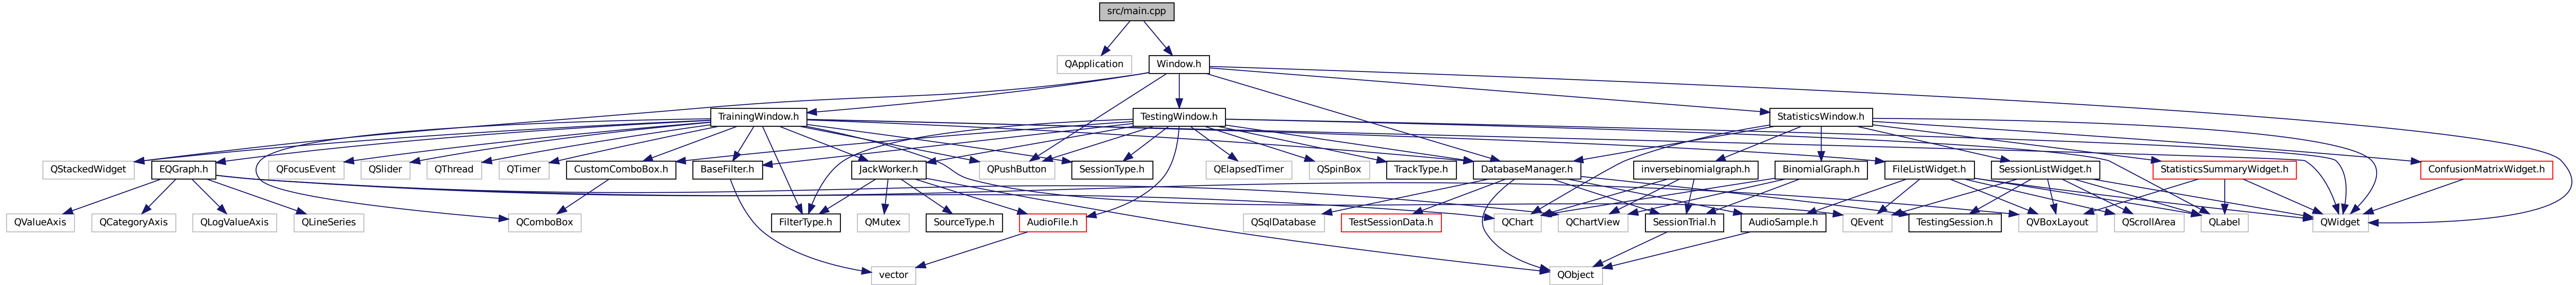 src/main.cpp
QApplication
Window.h
TrainingWindow.h
TestingWindow.h
StatisticsWindow.h
QStackedWidget
EQGraph.h
QFocusEvent
QSlider
QThread
QTimer
CustomComboBox.h
BaseFilter.h
JackWorker.h
QPushButton
SessionType.h
QElapsedTimer
QSpinBox
TrackType.h
DatabaseManager.h
inversebinomialgraph.h
BinomialGraph.h
FileListWidget.h
SessionListWidget.h
StatisticsSummaryWidget.h
ConfusionMatrixWidget.h
QValueAxis
QCategoryAxis
QLogValueAxis
QLineSeries
QComboBox
FilterType.h
QMutex
SourceType.h
AudioFile.h
QSqlDatabase
TestSessionData.h
QChart
QChartView
SessionTrial.h
AudioSample.h
QEvent
TestingSession.h
QVBoxLayout
QScrollArea
QLabel
QWidget
vector
QObject